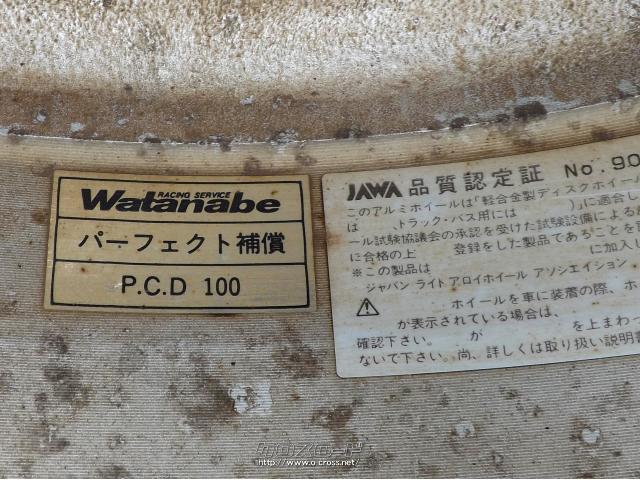 RACING SERVICE
Watanabe
パーフェクト補償
P.C.D 100
JAWA 品質認定証 No.90
このアルミホイールは「軽合金製ディスクホイール
は トラック・バス用には )」に適合し
ール試験協議会の承認を受けた試験設備による
に合格の上 登録をした製品であることを
※この製品は に加入し
ジャパン ライト アロイホイール アソシエイション
ホイールを車に装着の際、ホ
が表示されている場合は、
確認下さい。 が を上まわっ
ないで下さい。尚、詳しくは取り扱い説明書
クロスロード
http://www.o-cross.net/